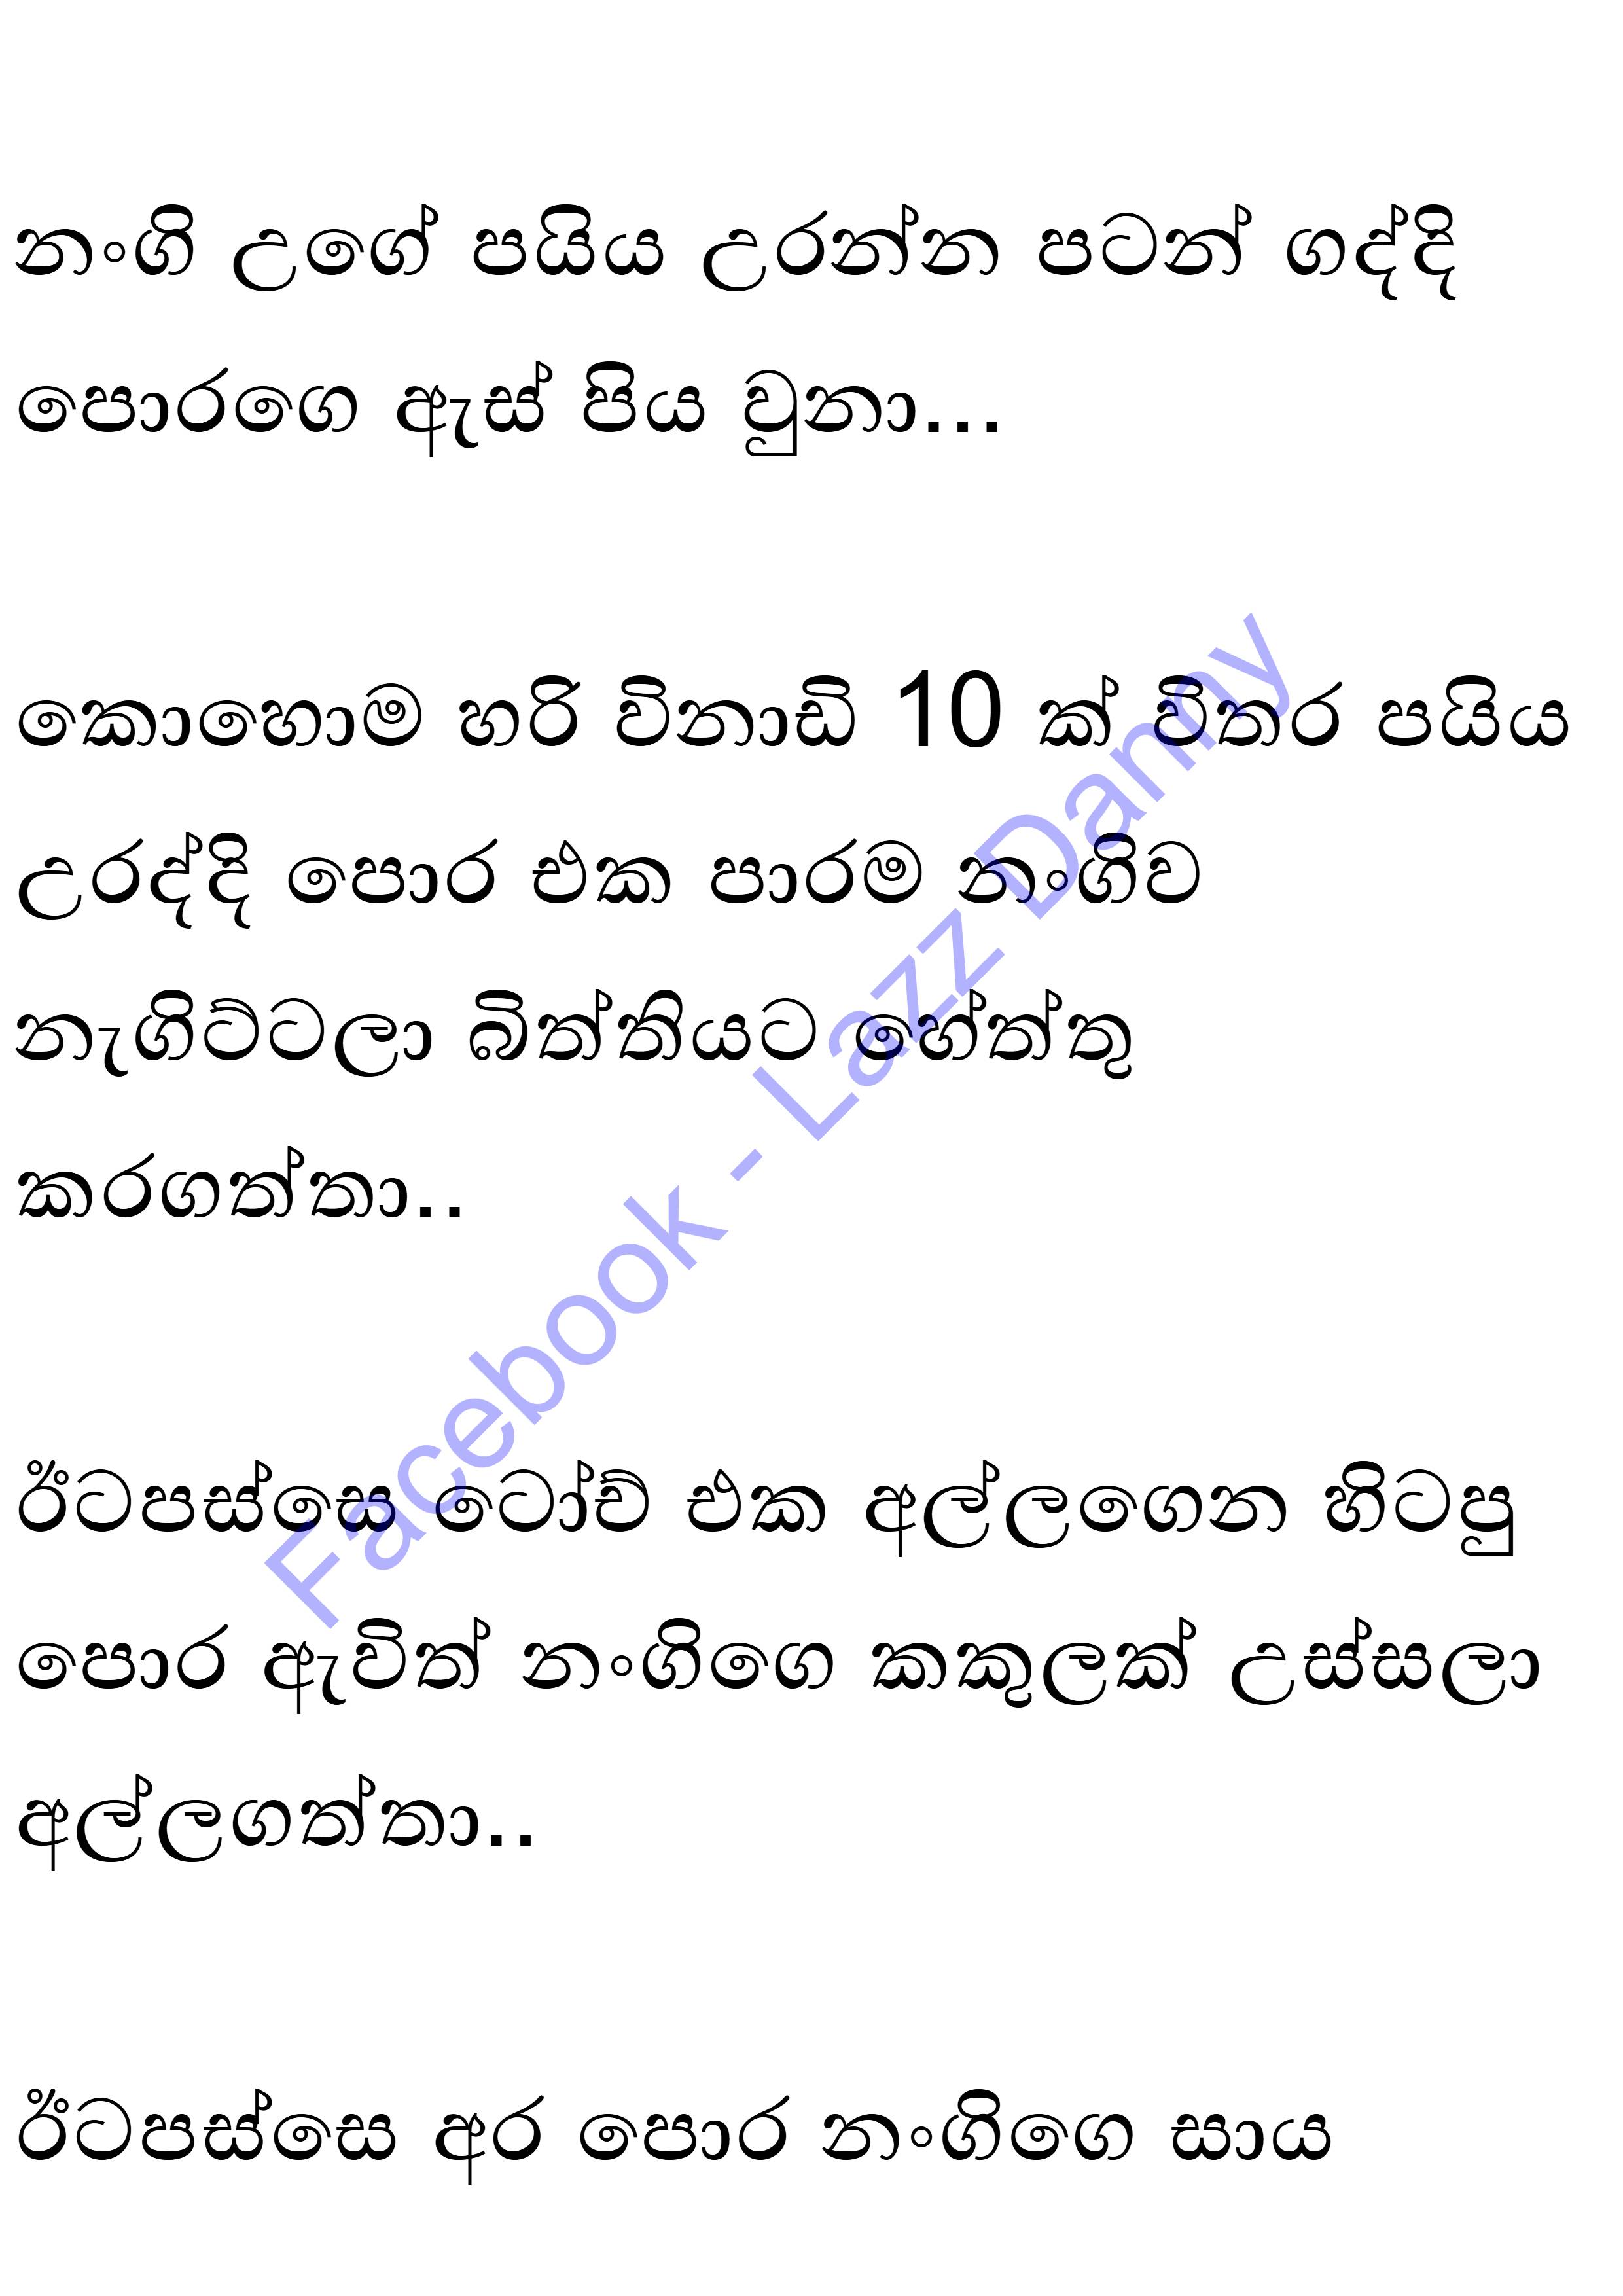 නංගි උගේ පයිය උරන්න පටන් ගද්දි
පොරගෙ ඇස් පිය වුනා...
කොහොම හරි විනාඩි 10 ක් විතර පයිය
උරද්දි පොර එක පාරම නංගිව
නැගිට්ටලා බිත්තියට හේත්තු
කරගත්තා..
ඊටපස්සෙ ටෝච් එක අල්ලගෙන හිටපු
පොර ඇවිත් නංගිගෙ කකුලක් උස්සලා
අල්ලගත්තා..
ඊටපස්සෙ අර පොර නංගිගෙ සාය
Facebook - Lazz Danny